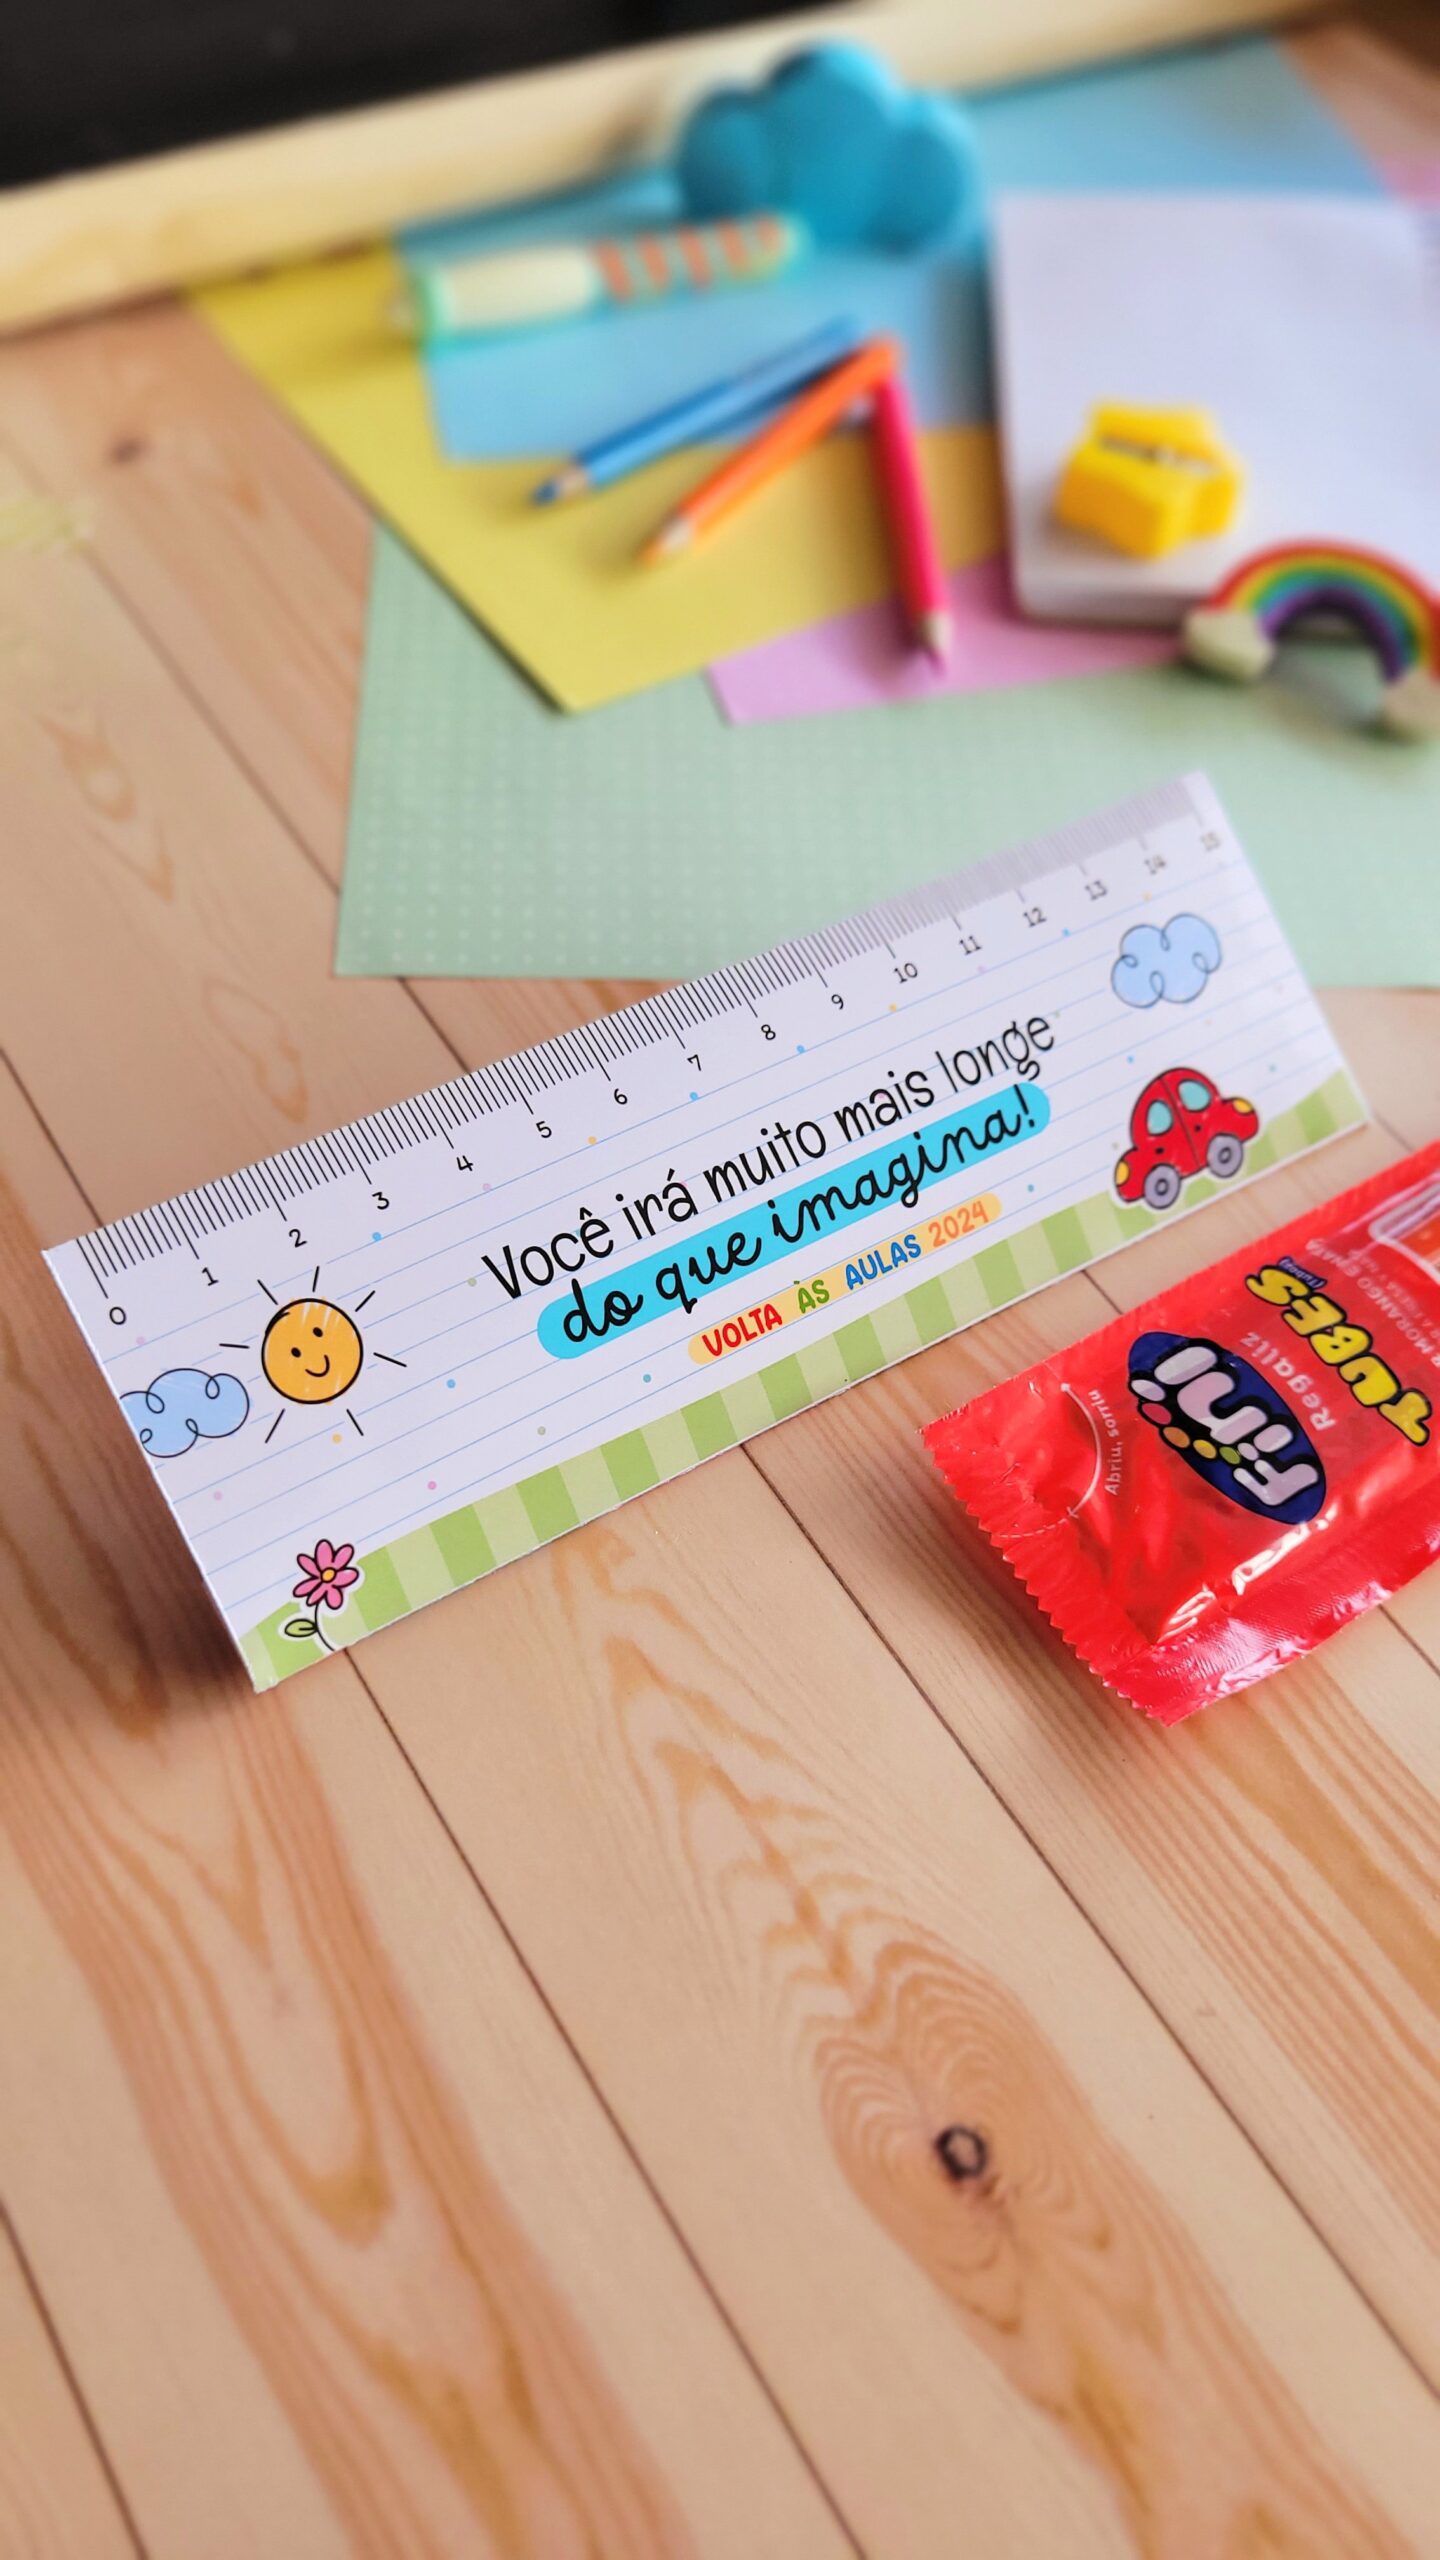 0 1 2 3 4 5 6 7 8 9 10 11 12 13 14 15
Você irá muito mais longe
do que imagina!
VOLTA ÀS AULAS 2024
Abriu, sorriu
Fini
Regaliz
TUBES
(Tubos)